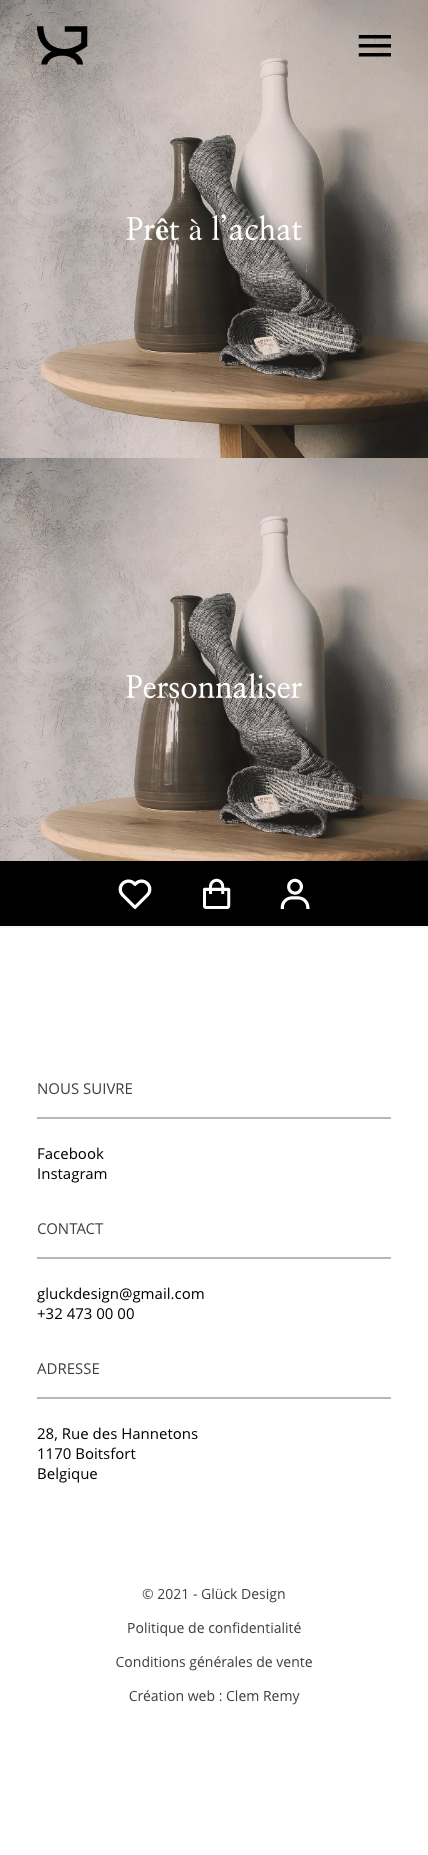 Prêt à l'achat
Personnaliser
NOUS SUIVRE
Facebook
Instagram
CONTACT
gluckdesign@gmail.com
+32 473 00 00
ADRESSE
28, Rue des Hannetons
1170 Boitsfort
Belgique
© 2021 - Glück Design
Politique de confidentialité
Conditions générales de vente
Création web : Clem Remy